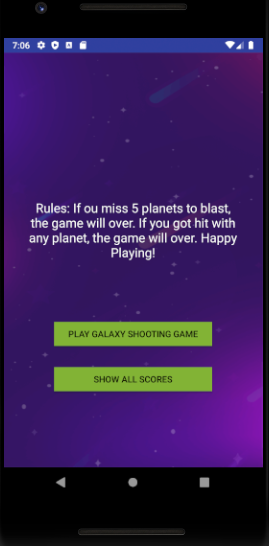 7:06
Rules: If ou miss 5 planets to blast,
the game will over. If you got hit with
any planet, the game will over. Happy
Playing!
PLAY GALAXY SHOOTING GAME
SHOW ALL SCORES